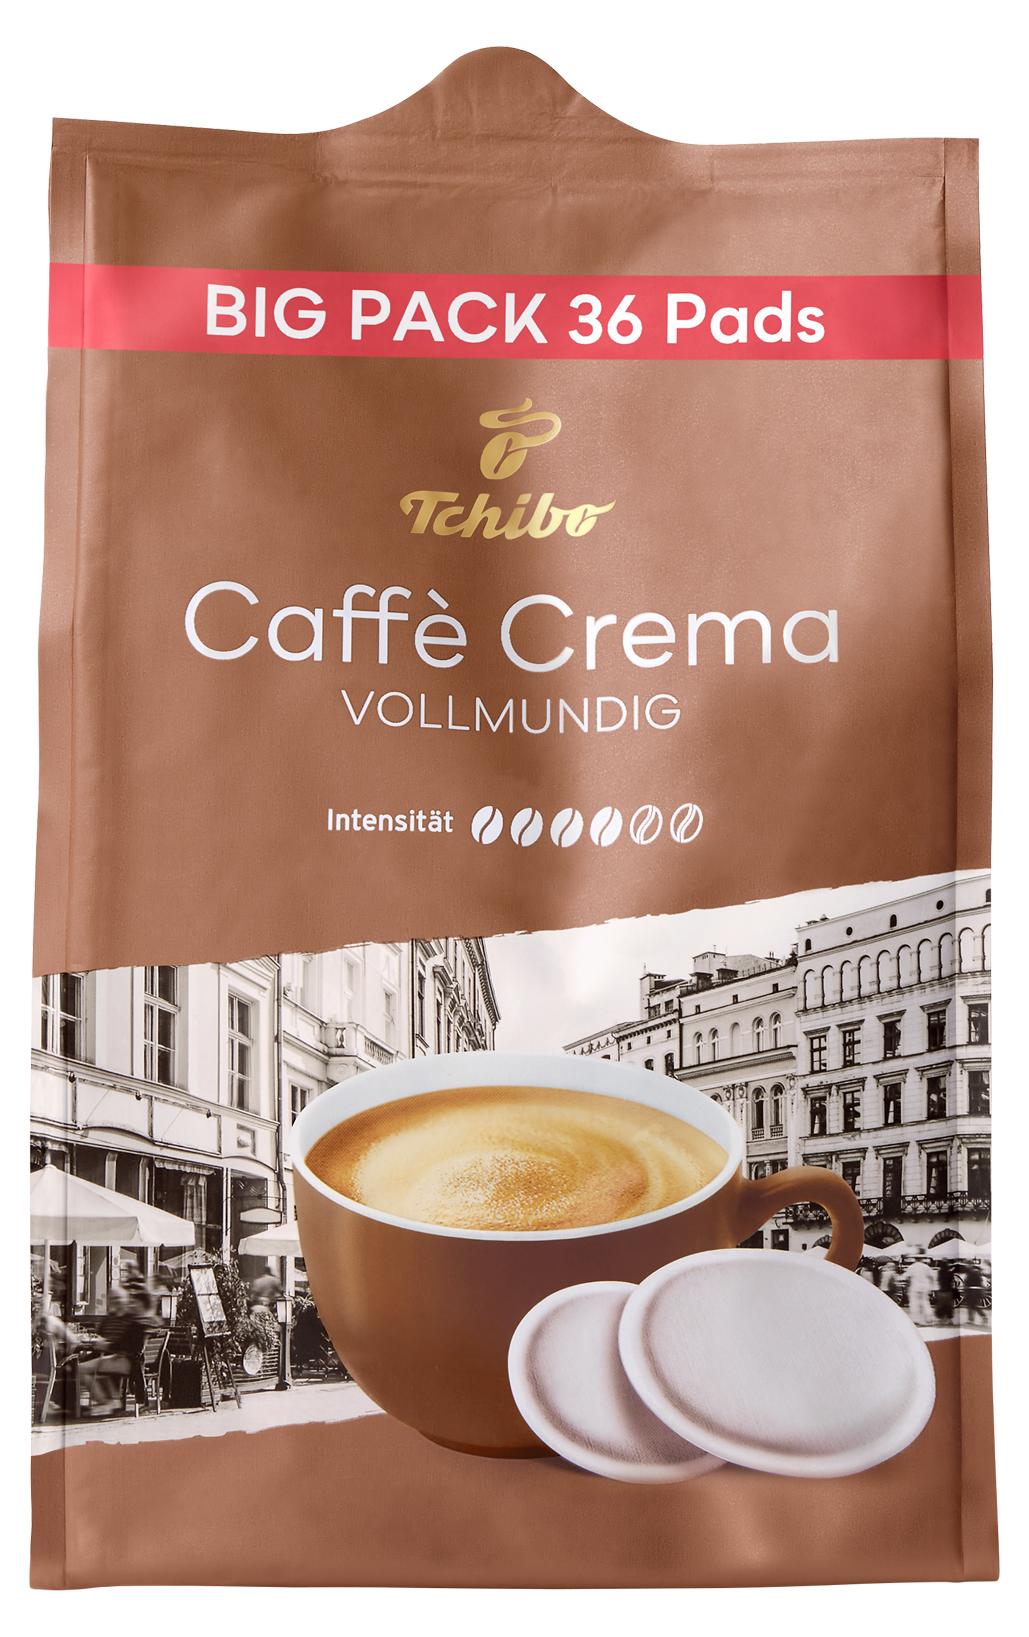 BIG PACK 36 Pads
Tchibo
Caffè Crema
VOLLMUNDIG
Intensität